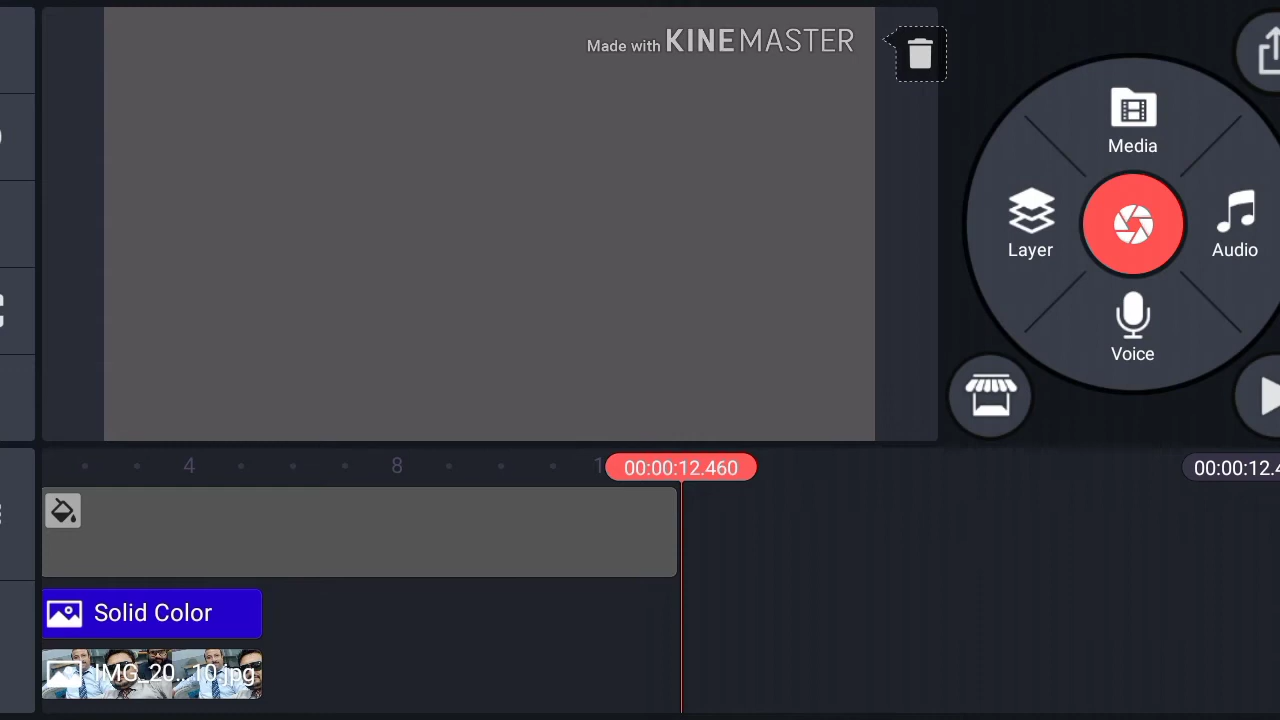 Made with KINEMASTER
Media
Layer
Audio
Voice
4
8
00:00:12.460
Solid Color
IMG_20...10.jpg